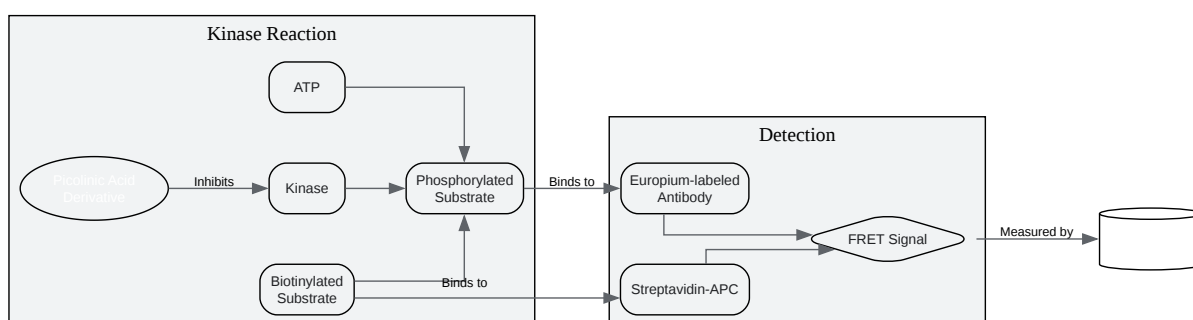 Kinase Reaction
ATP
Picolinic Acid
Derivative
Inhibits
Kinase
Phosphorylated
Substrate
Biotinylated
Substrate
Binds to
Binds to
Detection
Europium-labeled
Antibody
Streptavidin-APC
FRET Signal
Measured by